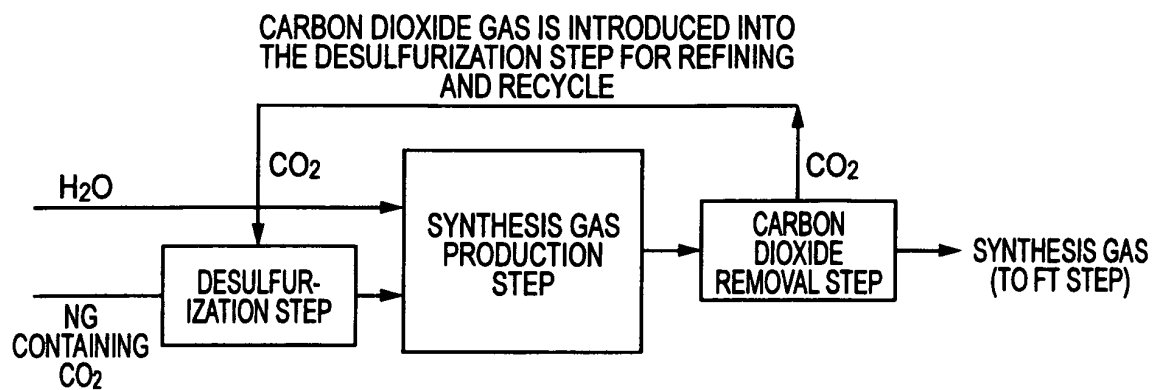 CARBON DIOXIDE GAS IS INTRODUCED INTO
THE DESULFURIZATION STEP FOR REFINING
AND RECYCLE
CO2
CO2
H2O
SYNTHESIS GAS
PRODUCTION
STEP
CARBON
DIOXIDE
REMOVAL STEP
SYNTHESIS GAS
(TO FT STEP)
DESULFUR-
IZATION STEP
NG
CONTAINING
CO2